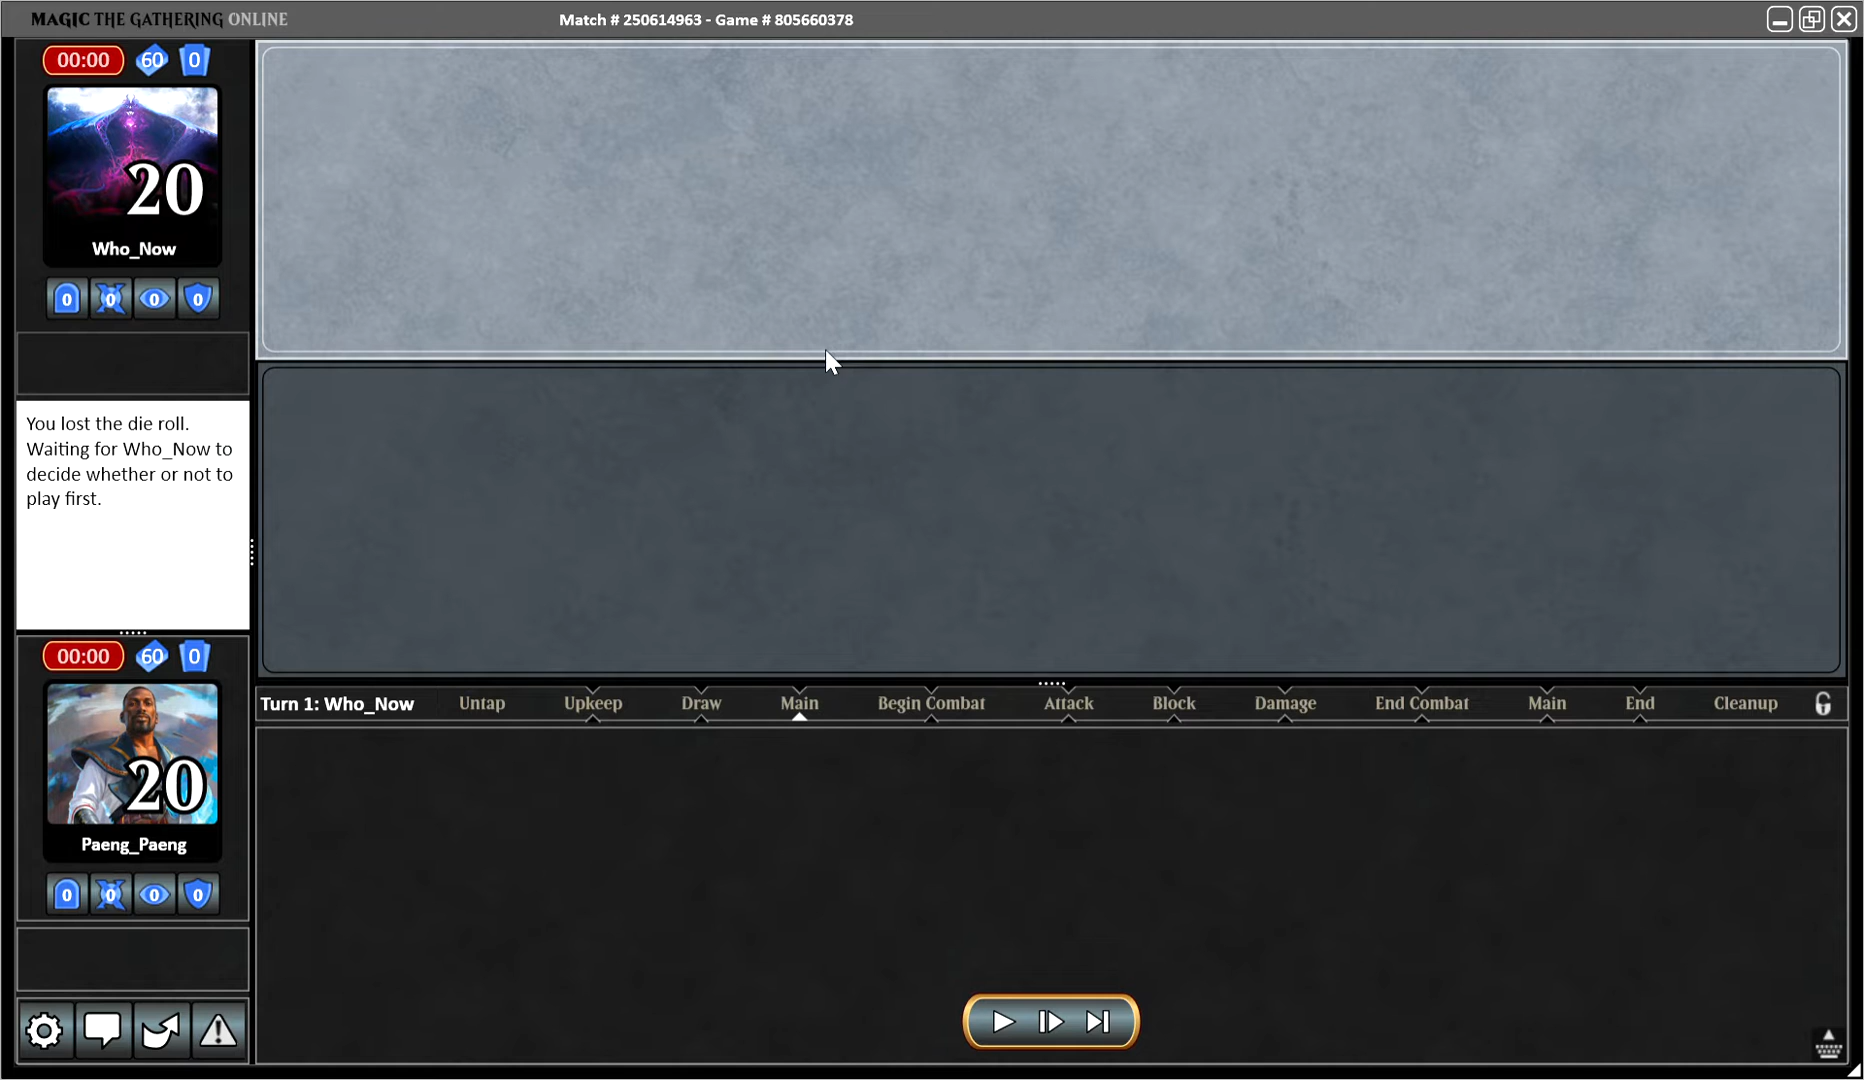 MAGIC THE GATHERING ONLINE
Match # 250614963 - Game # 805660378
00:00 60 0
20
Who_Now
0 0 0 0
You lost the die roll.
Waiting for Who_Now to
decide whether or not to
play first.
00:00 60 0
20
Paeng_Paeng
0 0 0 0
Turn 1: Who_Now Untap Upkeep Draw Main Begin Combat Attack Block Damage End Combat Main End Cleanup